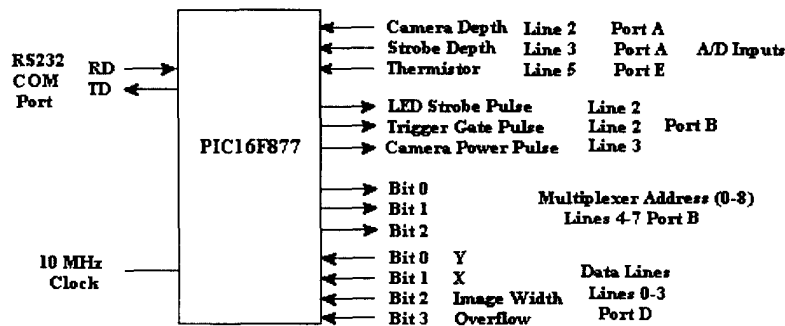 Camera Depth Line 2 Port A
Strobe Depth Line 3 Port A A/D Inputs
Thermistor Line 5 Port E
RS232 COM Port
RD
TD
LED Strobe Pulse Line 2
Trigger Gate Pulse Line 2 Port B
Camera Power Pulse Line 3
PIC16F877
Bit 0
Bit 1
Bit 2
Multiplexer Address (0-8)
Lines 4-7 Port B
10 MHz
Clock
Bit 0 Y
Bit 1 X
Bit 2 Image Width
Bit 3 Overflow
Data Lines
Lines 0-3
Port D